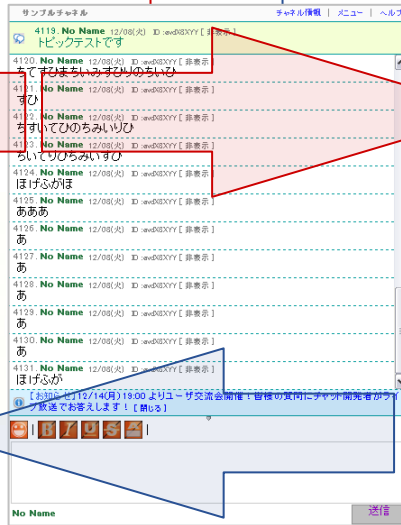 サンプルチャネル チャネル情報 | メニュー | ヘルプ
4119. No Name 12/08(火) ID:avdX8XYY [ 非表示 ]
トピックテストです
4120. No Name 12/08(火) ID:avdX8XYY [ 非表示 ]
ちてすひまちいみすひりのちいひ
4121. No Name 12/08(火) ID:avdX8XYY [ 非表示 ]
すひ
4122. No Name 12/08(火) ID:avdX8XYY [ 非表示 ]
ちすいてひのちみいりひ
4123. No Name 12/08(火) ID:avdX8XYY [ 非表示 ]
ちいてりひちみいすひ
4124. No Name 12/08(火) ID:avdX8XYY [ 非表示 ]
ほげふがほ
4125. No Name 12/08(火) ID:avdX8XYY [ 非表示 ]
あああ
4126. No Name 12/08(火) ID:avdX8XYY [ 非表示 ]
あ
4127. No Name 12/08(火) ID:avdX8XYY [ 非表示 ]
あ
4128. No Name 12/08(火) ID:avdX8XYY [ 非表示 ]
あ
4129. No Name 12/08(火) ID:avdX8XYY [ 非表示 ]
あ
4130. No Name 12/08(火) ID:avdX8XYY [ 非表示 ]
あ
4131. No Name 12/08(火) ID:avdX8XYY [ 非表示 ]
ほげふが
【お知らせ】12/14(月)19:00 よりユーザ交流会開催！皆様の質問にチャット開発者がライ
ブ放送でお答えします！ [ 閉じる ]
B I U S
No Name 送信